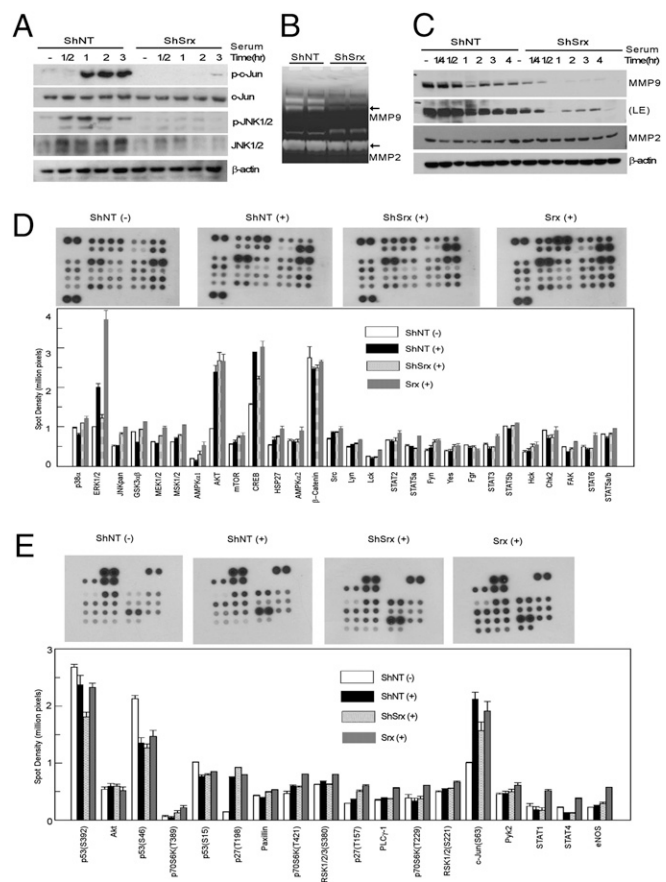 A
B
C
ShNT ShSrx Serum
- 1/2 1 2 3 - 1/2 1 2 3 Time(hr)
p-c-Jun
c-Jun
p-JNK1/2
JNK1/2
β-actin
ShNT ShSrx
MMP9
MMP2
ShNT ShSrx Serum
- 1/4 1/2 1 2 3 4 - 1/4 1/2 1 2 3 4 Time(hr)
MMP9
(LE)
MMP2
β-actin
D
ShNT (-) ShNT (+) ShSrx (+) Srx (+)
Spot Density (million pixels)
4
3
2
1
0
ShNT (-)
ShNT (+)
ShSrx (+)
Srx (+)
p38α ERK1/2 JNKpan GSK3αβ MEK1/2 MSK1/2 AMPKα1 AKT mTOR CREB HSP27 AMPKα2 β-Catenin Src Lyn Lck STAT2 STAT5a Fyn Yes Fgr STAT3 STAT5b Hck Chk2 FAK STAT6 STAT5a/b
E
ShNT (-) ShNT (+) ShSrx (+) Srx (+)
Spot Density (million pixels)
3
2
1
0
ShNT (-)
ShNT (+)
ShSrx (+)
Srx (+)
p53(S392) Akt p53(S46) p70S6K(T389) p53(S15) p27(T198) Paxillin p70S6K(T421) RSK1/2/3(S380) p27(T157) PLCγ-1 p70S6K(T229) RSK1/2(S221) c-Jun(S63) Pyk2 STAT1 STAT4 eNOS